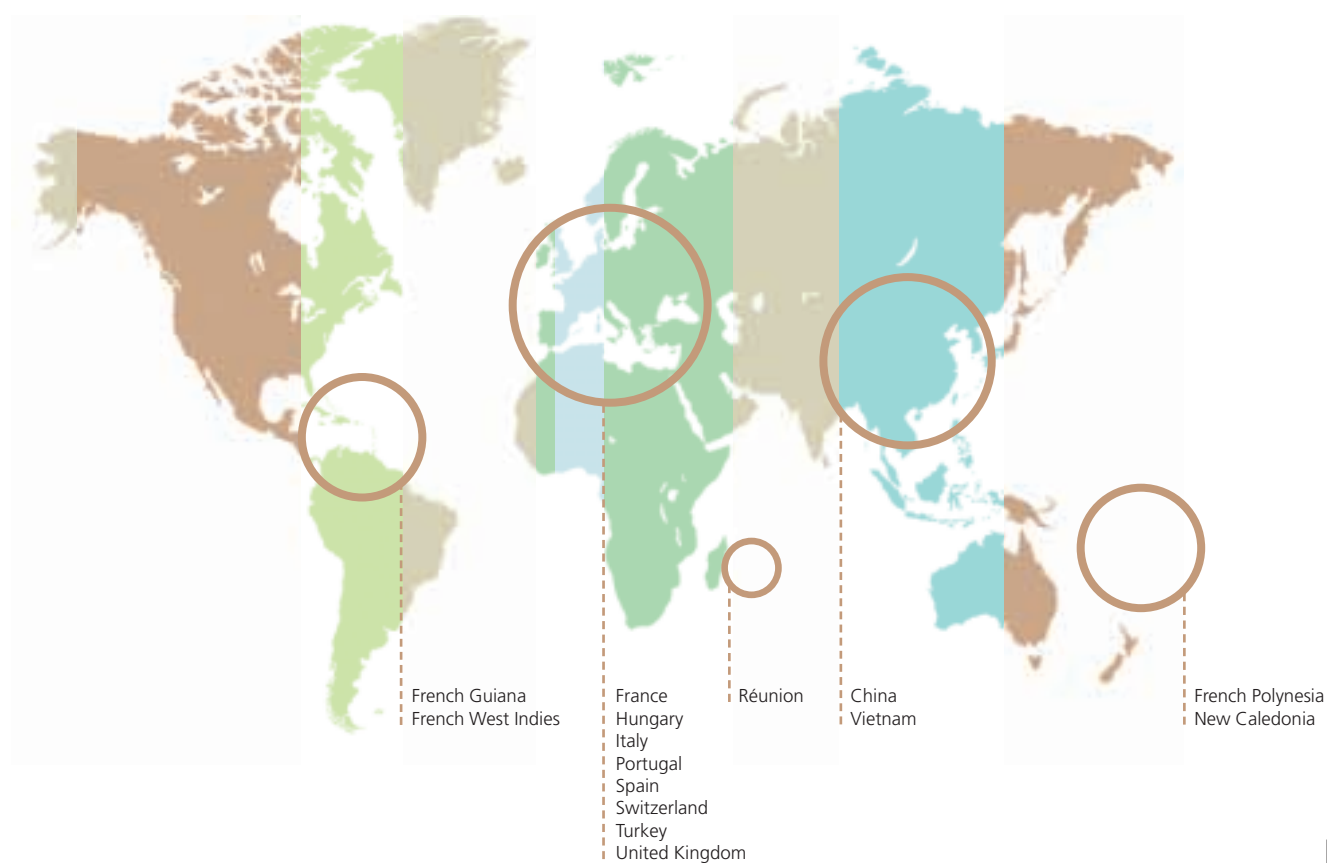 French Guiana
French West Indies
France
Hungary
Italy
Portugal
Spain
Switzerland
Turkey
United Kingdom
Réunion
China
Vietnam
French Polynesia
New Caledonia